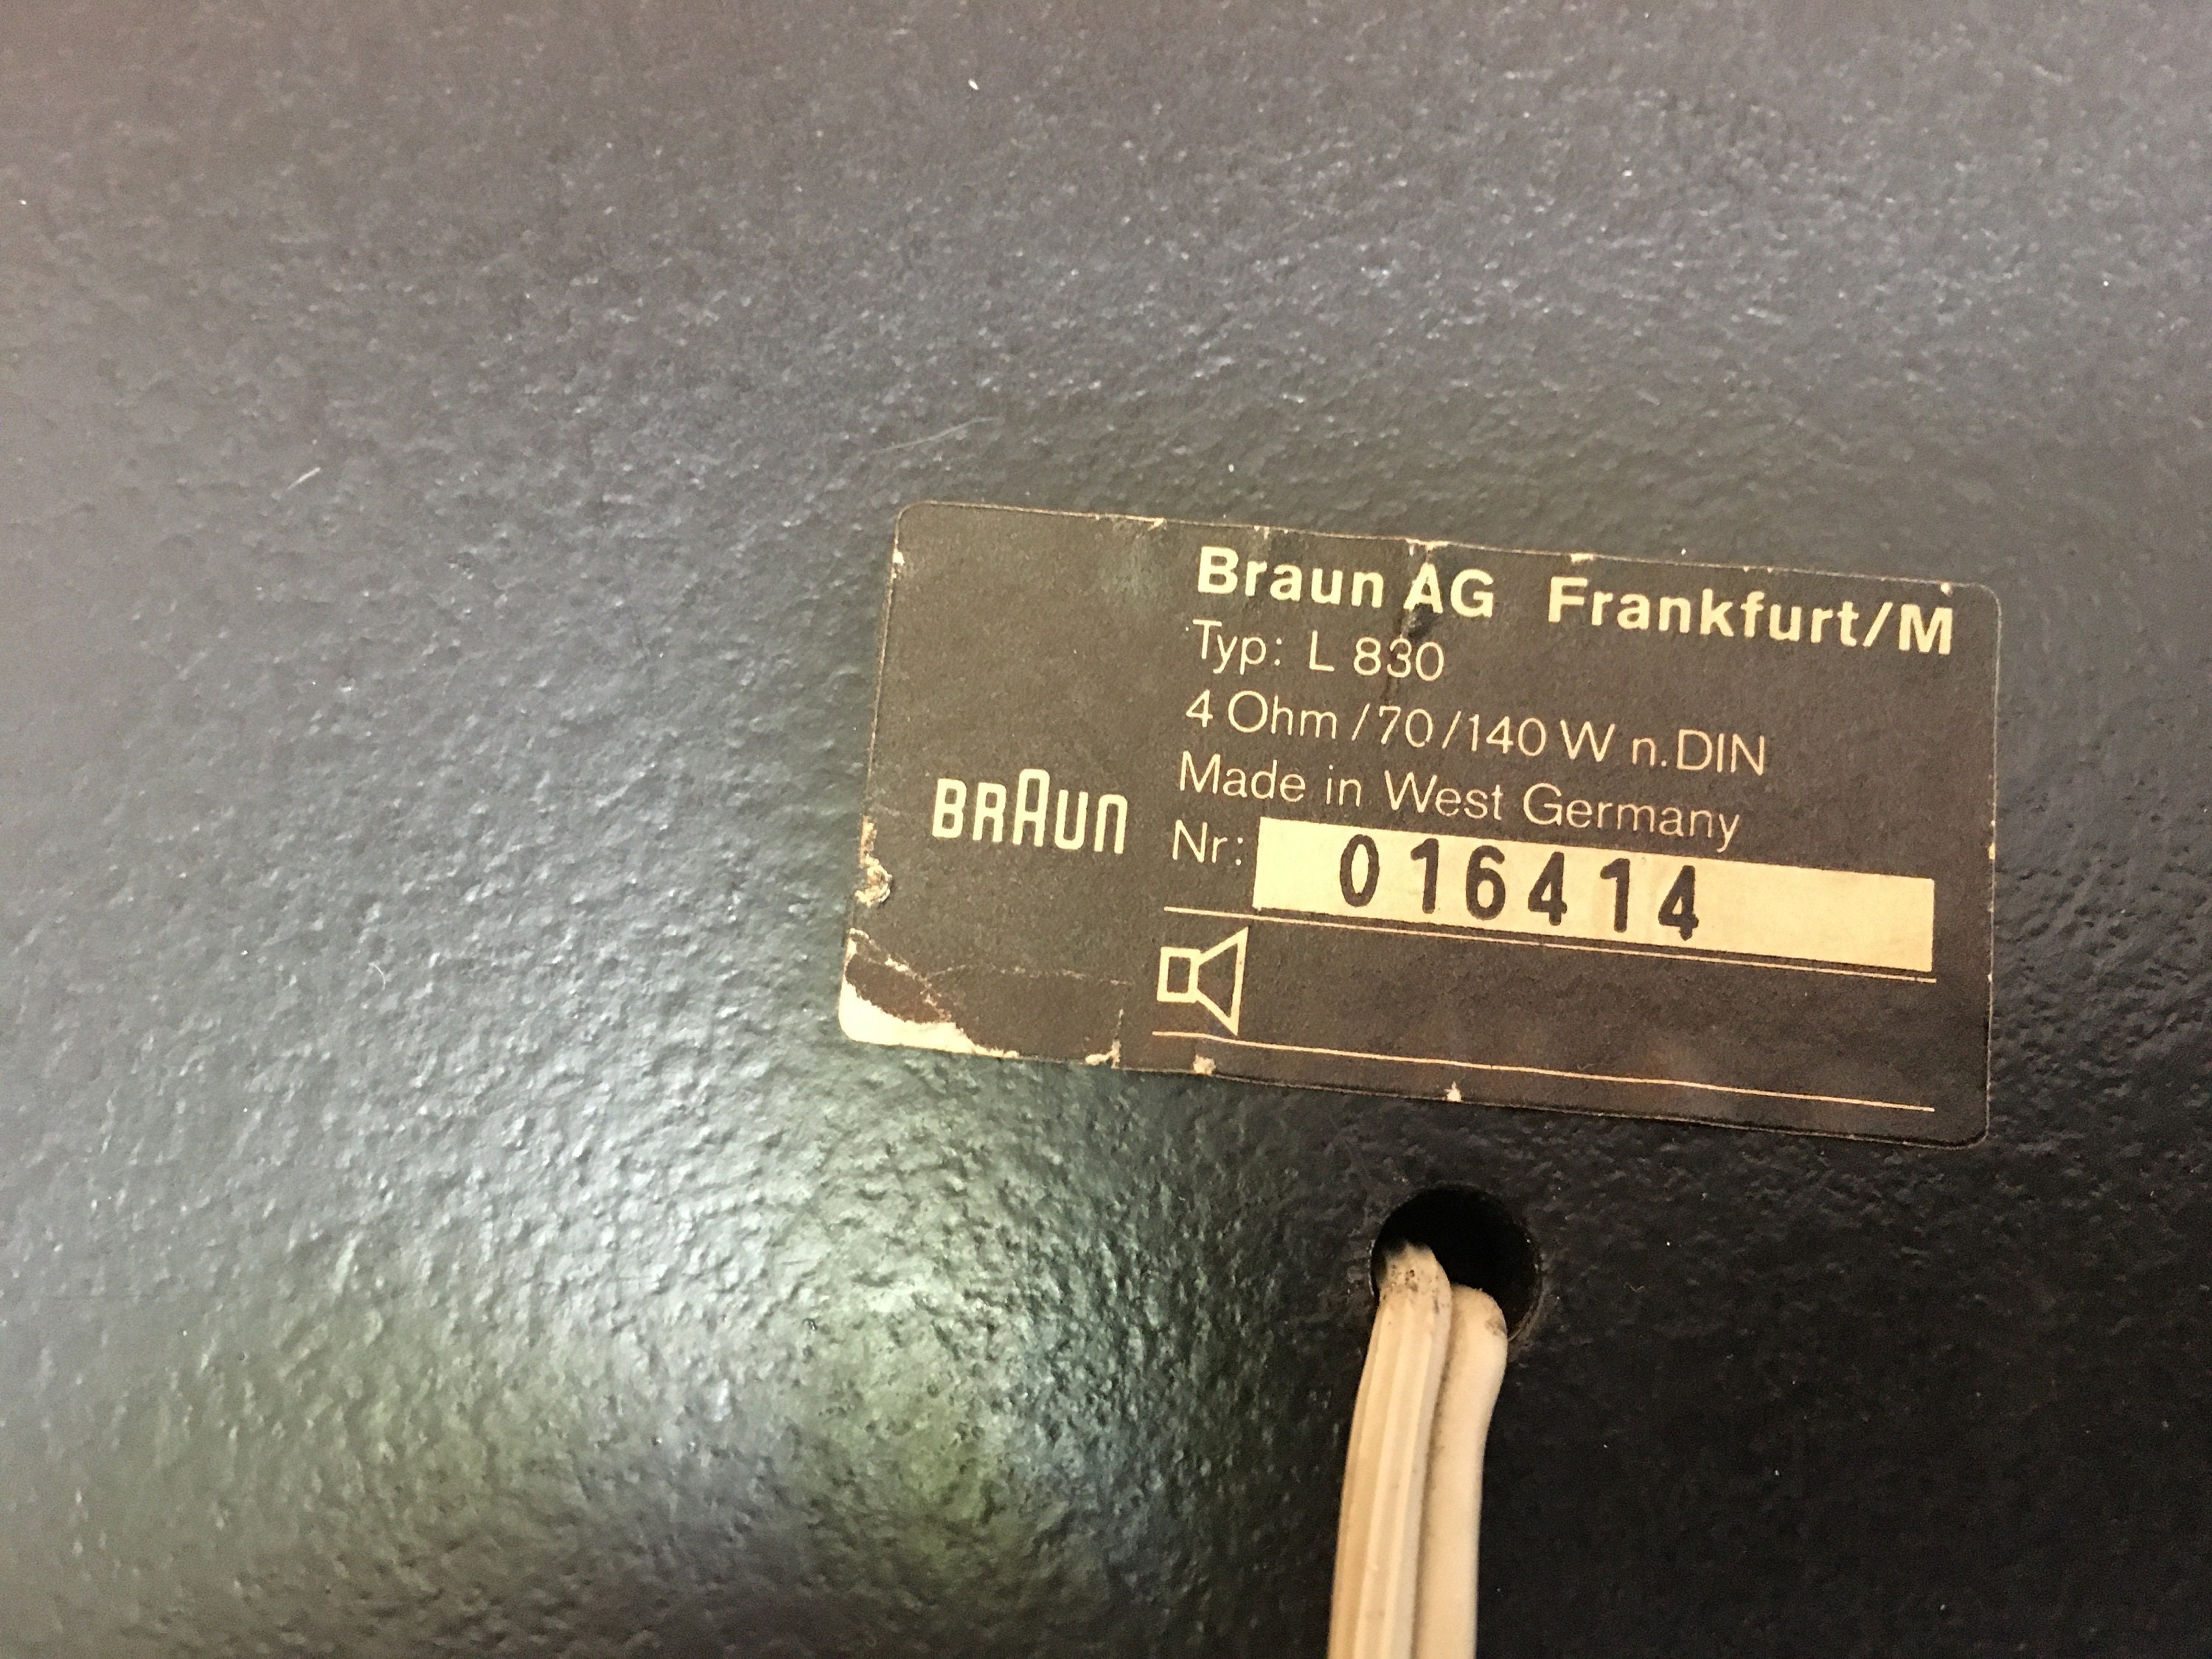 Braun AG Frankfurt/M
Typ: L 830
4 Ohm / 70 / 140 W n. DIN
Made in West Germany
BRAUN
Nr: 016414